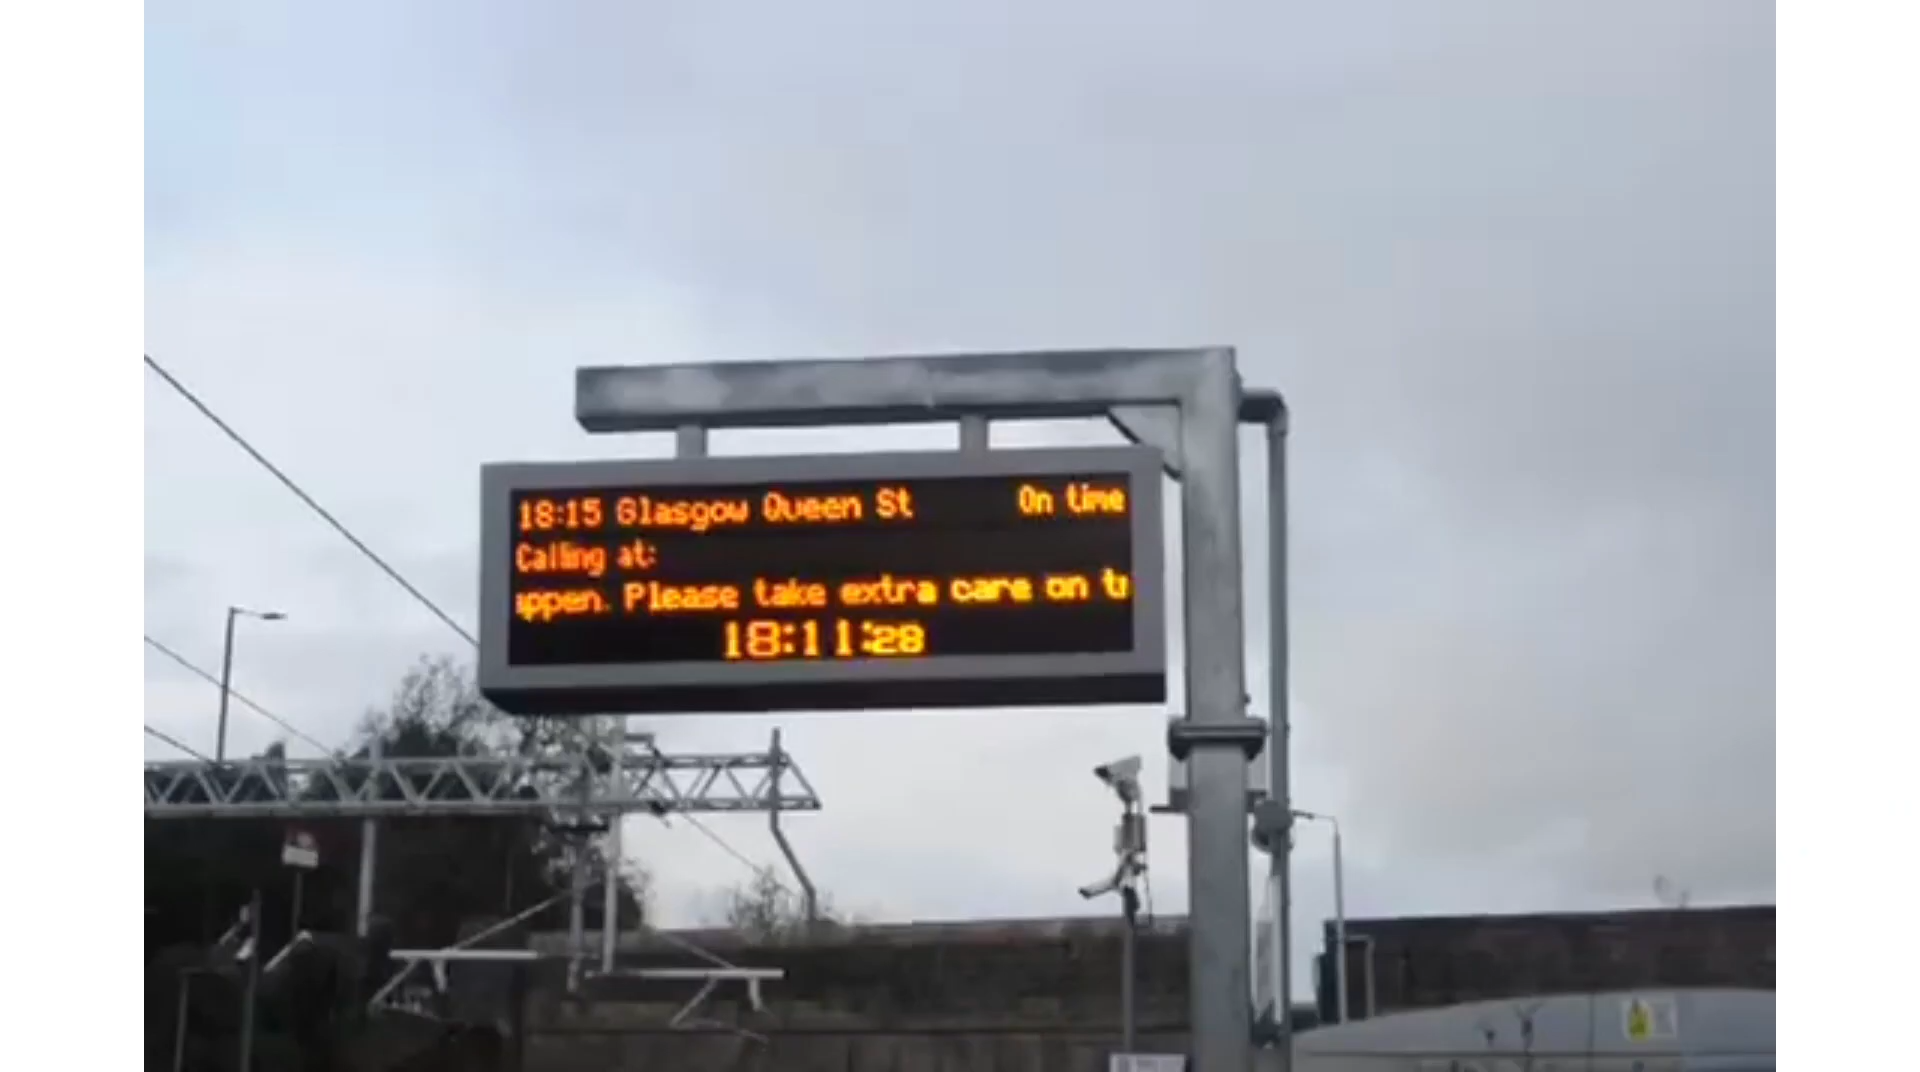 18:15 Glasgow Queen St On time
Calling at:
ppen. Please take extra care on
18:11:28